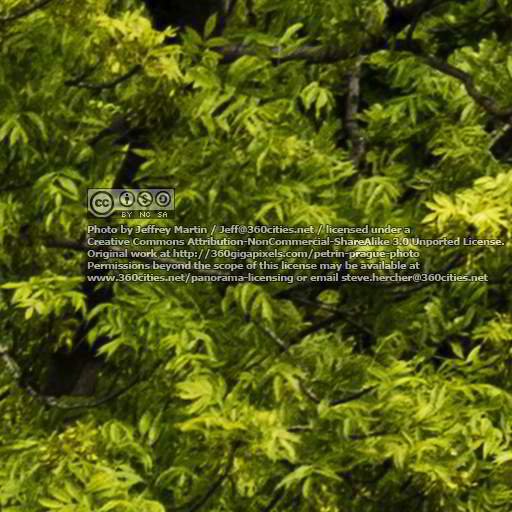 cc BY NC SA
Photo by Jeffrey Martin / Jeff@360cities.net / licensed under a
Creative Commons Attribution-NonCommercial-ShareAlike 3.0 Unported License.
Original work at http://360gigapixels.com/petrin-prague-photo
Permissions beyond the scope of this license may be available at
www.360cities.net/panorama-licensing or email steve.hercher@360cities.net